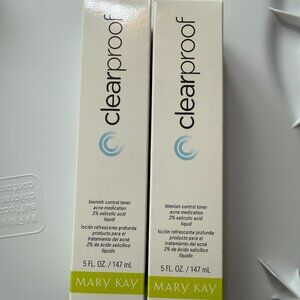 clearproof
blemish control toner
acne medication
2% salicylic acid
liquid
loción refrescante profunda
producto para el
tratamiento del acné
2% de ácido salicílico
líquido
5 FL. OZ. / 147 mL
MARY KAY
clearproof
blemish control toner
acne medication
2% salicylic acid
liquid
loción refrescante profunda
producto para el
tratamiento del acné
2% de ácido salicílico
líquido
5 FL. OZ. / 147 mL
MARY KAY